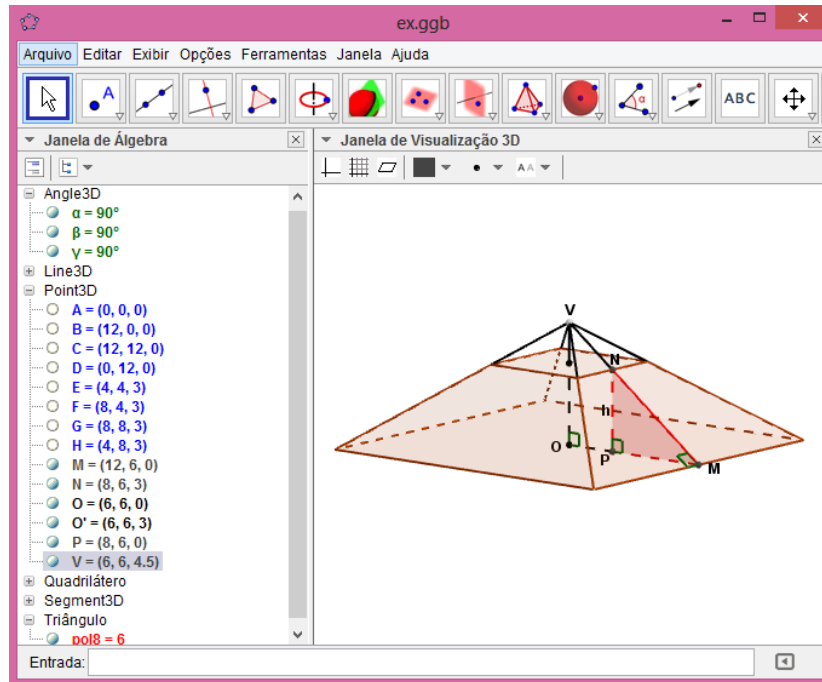 ex.ggb
Arquivo Editar Exibir Opções Ferramentas Janela Ajuda
A
α
ABC
Janela de Álgebra
Janela de Visualização 3D
AA
Angle3D
α = 90°
β = 90°
γ = 90°
Line3D
Point3D
A = (0, 0, 0)
B = (12, 0, 0)
C = (12, 12, 0)
D = (0, 12, 0)
E = (4, 4, 3)
F = (8, 4, 3)
G = (8, 8, 3)
H = (4, 8, 3)
M = (12, 6, 0)
N = (8, 6, 3)
O = (6, 6, 0)
O' = (6, 6, 3)
P = (8, 6, 0)
V = (6, 6, 4.5)
Quadrilátero
Segment3D
Triângulo
pol8 = 6
V
N
h
O
P
M
Entrada: